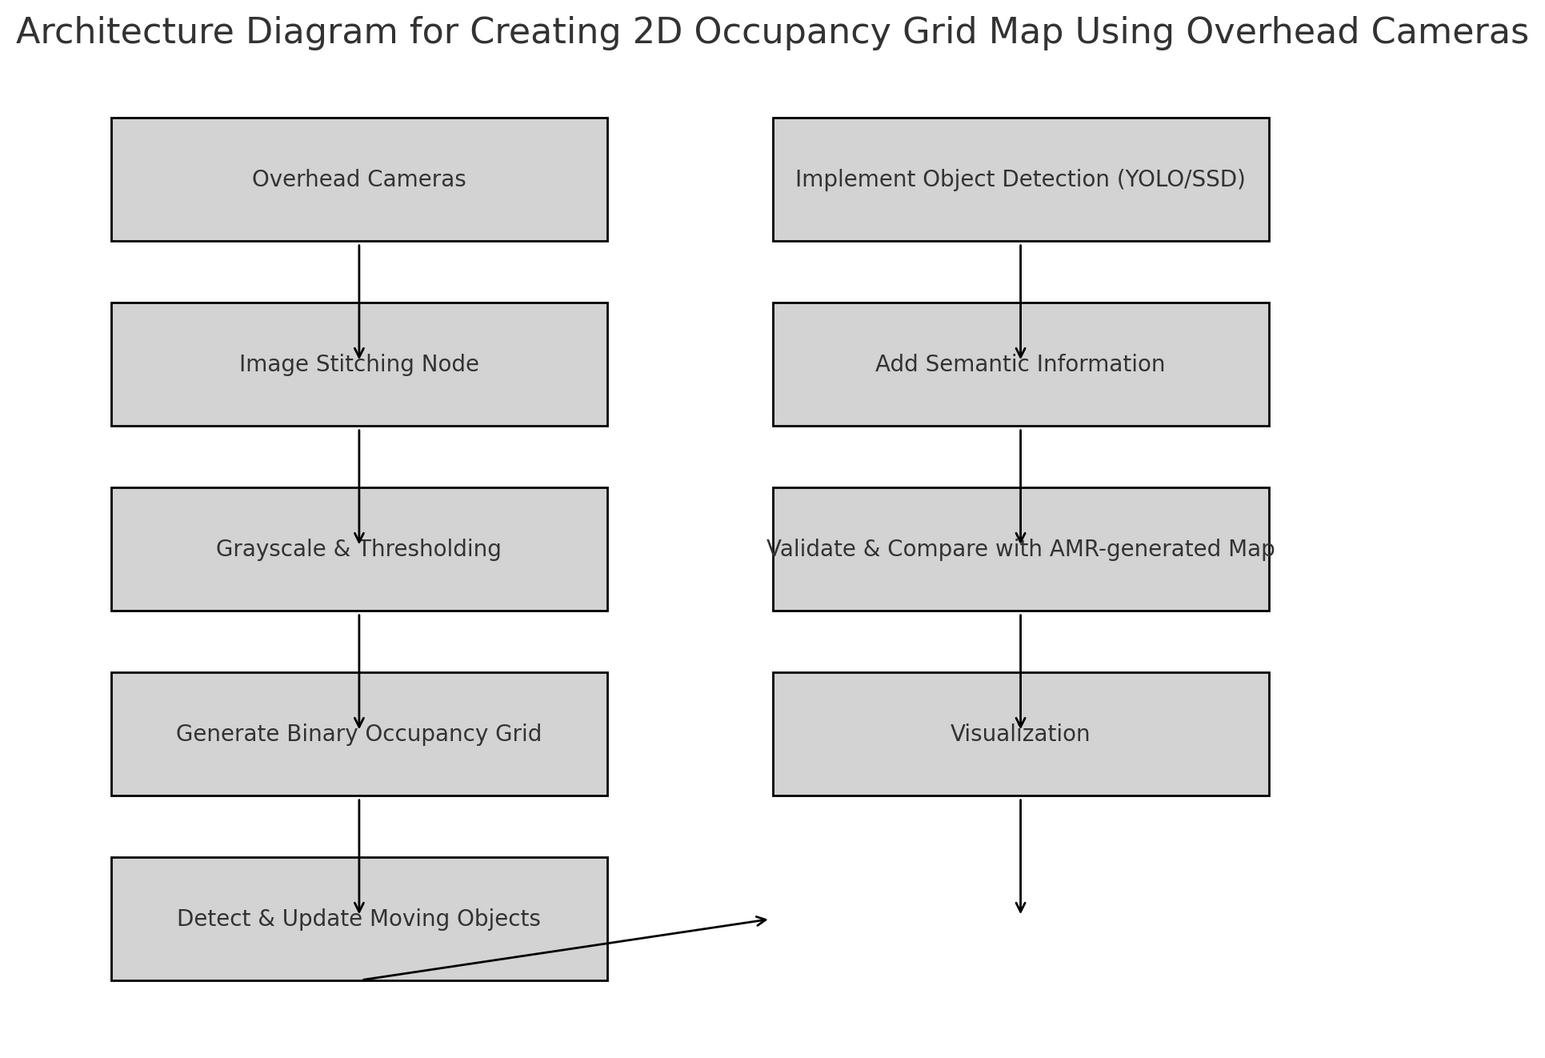 Architecture Diagram for Creating 2D Occupancy Grid Map Using Overhead Cameras
Overhead Cameras
Image Stitching Node
Grayscale & Thresholding
Generate Binary Occupancy Grid
Detect & Update Moving Objects
Implement Object Detection (YOLO/SSD)
Add Semantic Information
Validate & Compare with AMR-generated Map
Visualization